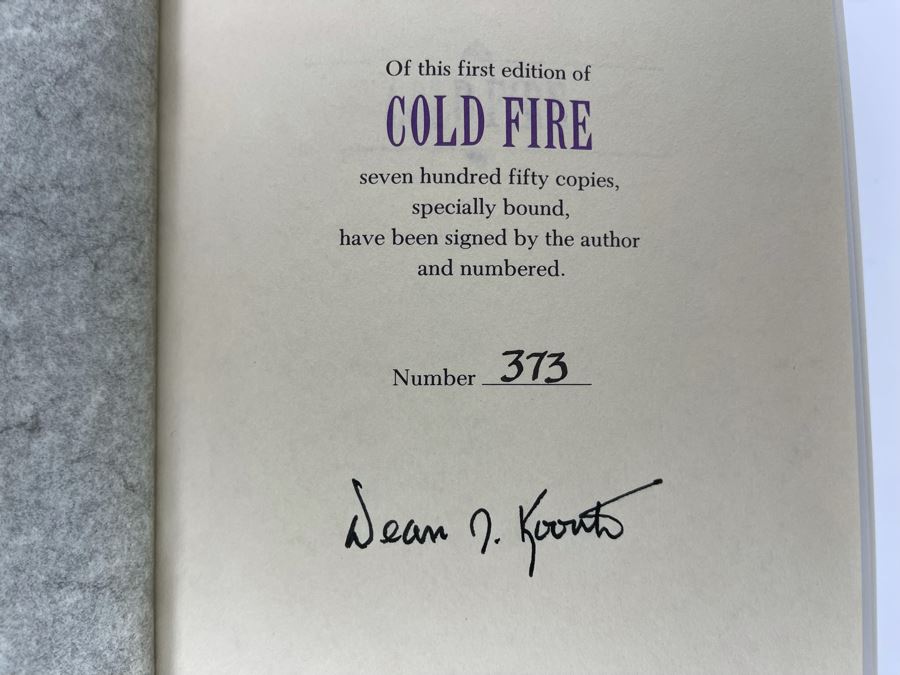 Of this first edition of
COLD FIRE
seven hundred fifty copies,
specially bound,
have been signed by the author
and numbered.
Number 373
Dean R. Koontz